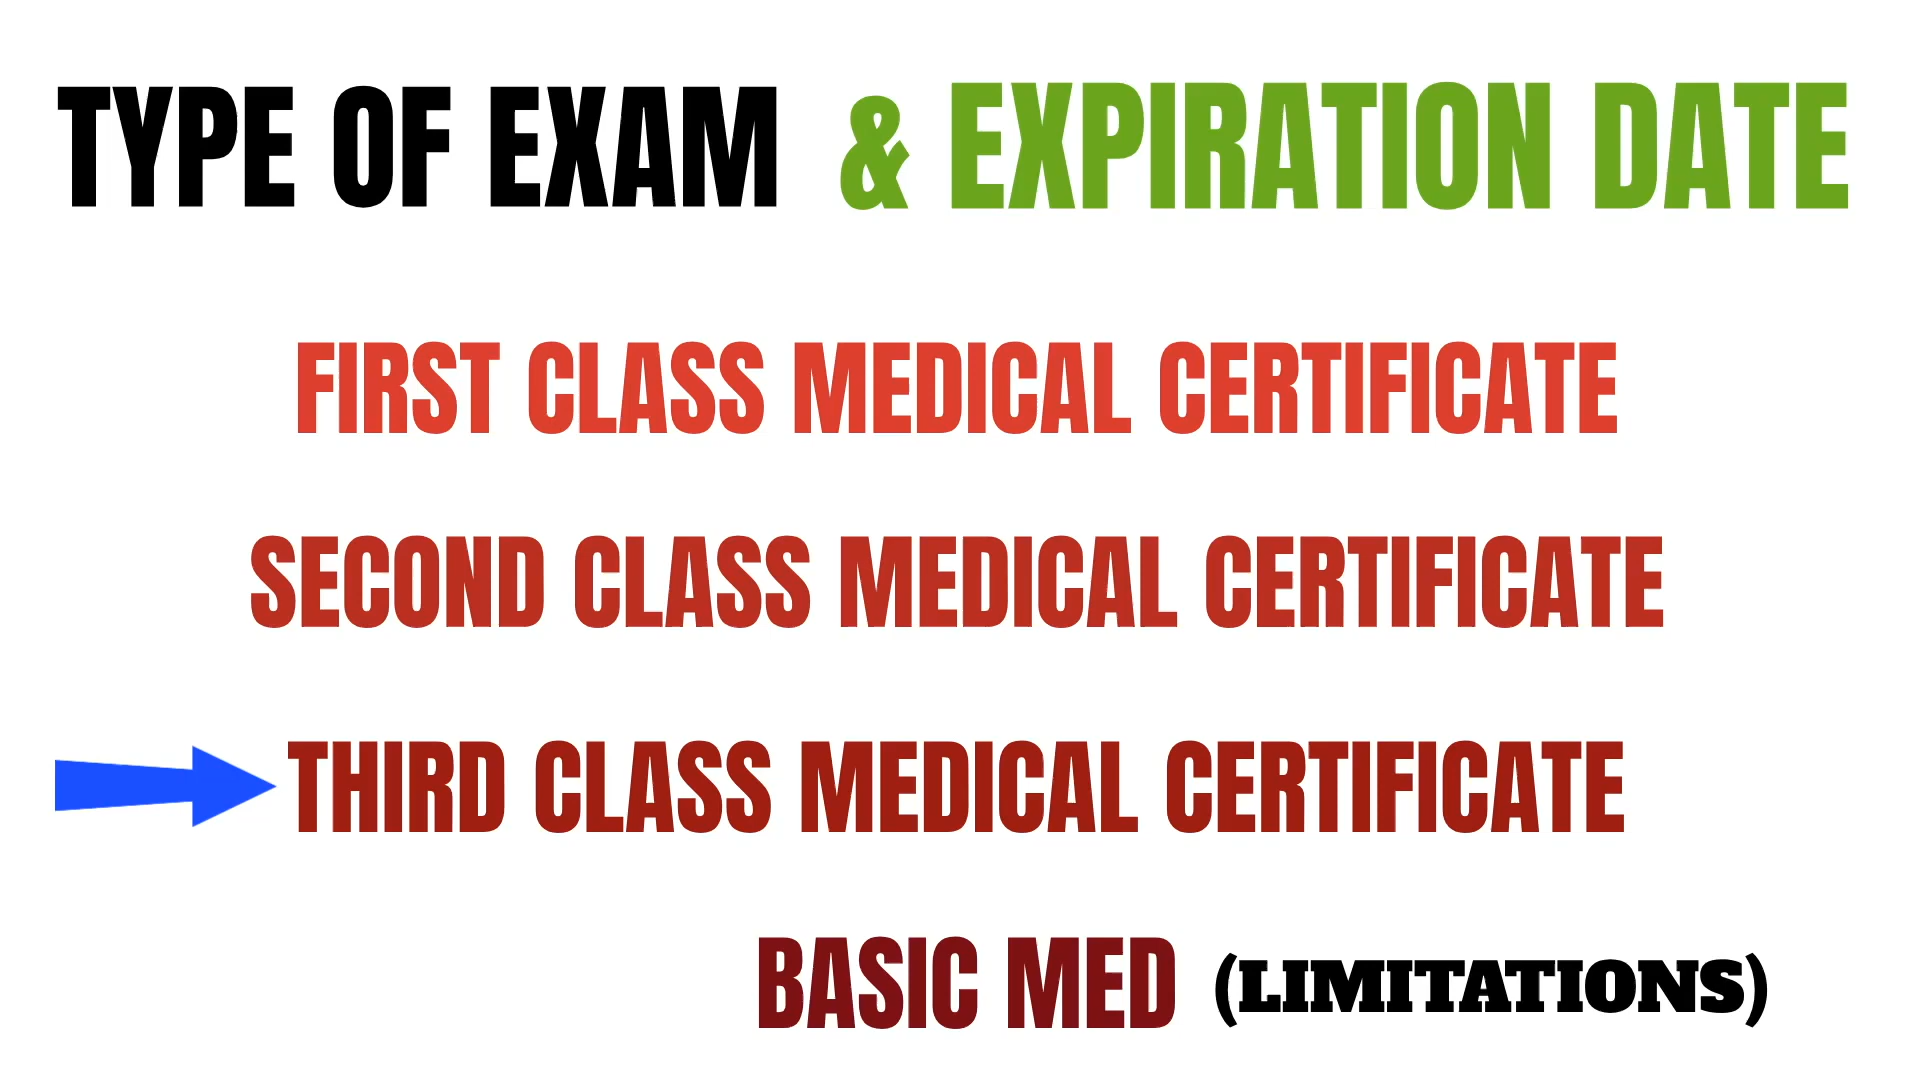 TYPE OF EXAM & EXPIRATION DATE
FIRST CLASS MEDICAL CERTIFICATE
SECOND CLASS MEDICAL CERTIFICATE
THIRD CLASS MEDICAL CERTIFICATE
BASIC MED (LIMITATIONS)